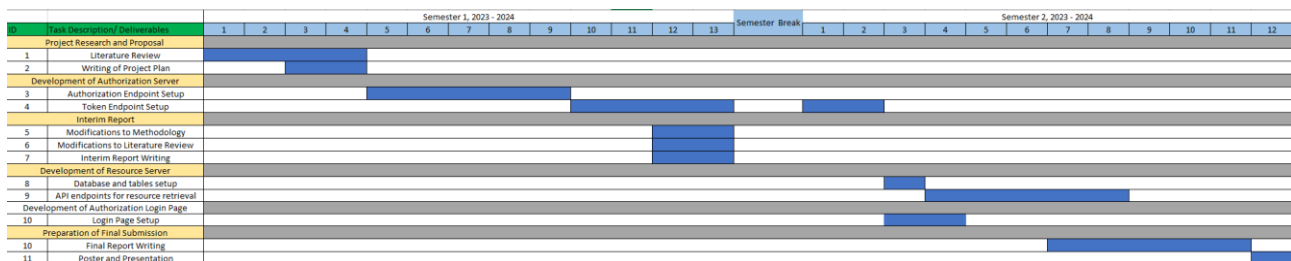 Semester 1, 2023 - 2024 Semester Break Semester 2, 2023 - 2024
ID Task Description/ Deliverables 1 2 3 4 5 6 7 8 9 10 11 12 13 1 2 3 4 5 6 7 8 9 10 11 12
Project Research and Proposal
1 Literature Review
2 Writing of Project Plan
Development of Authorization Server
3 Authorization Endpoint Setup
4 Token Endpoint Setup
Interim Report
5 Modifications to Methodology
6 Modifications to Literature Review
7 Interim Report Writing
Development of Resource Server
8 Database and tables setup
9 API endpoints for resource retrieval
Development of Authorization Login Page
10 Login Page Setup
Preparation of Final Submission
10 Final Report Writing
11 Poster and Presentation